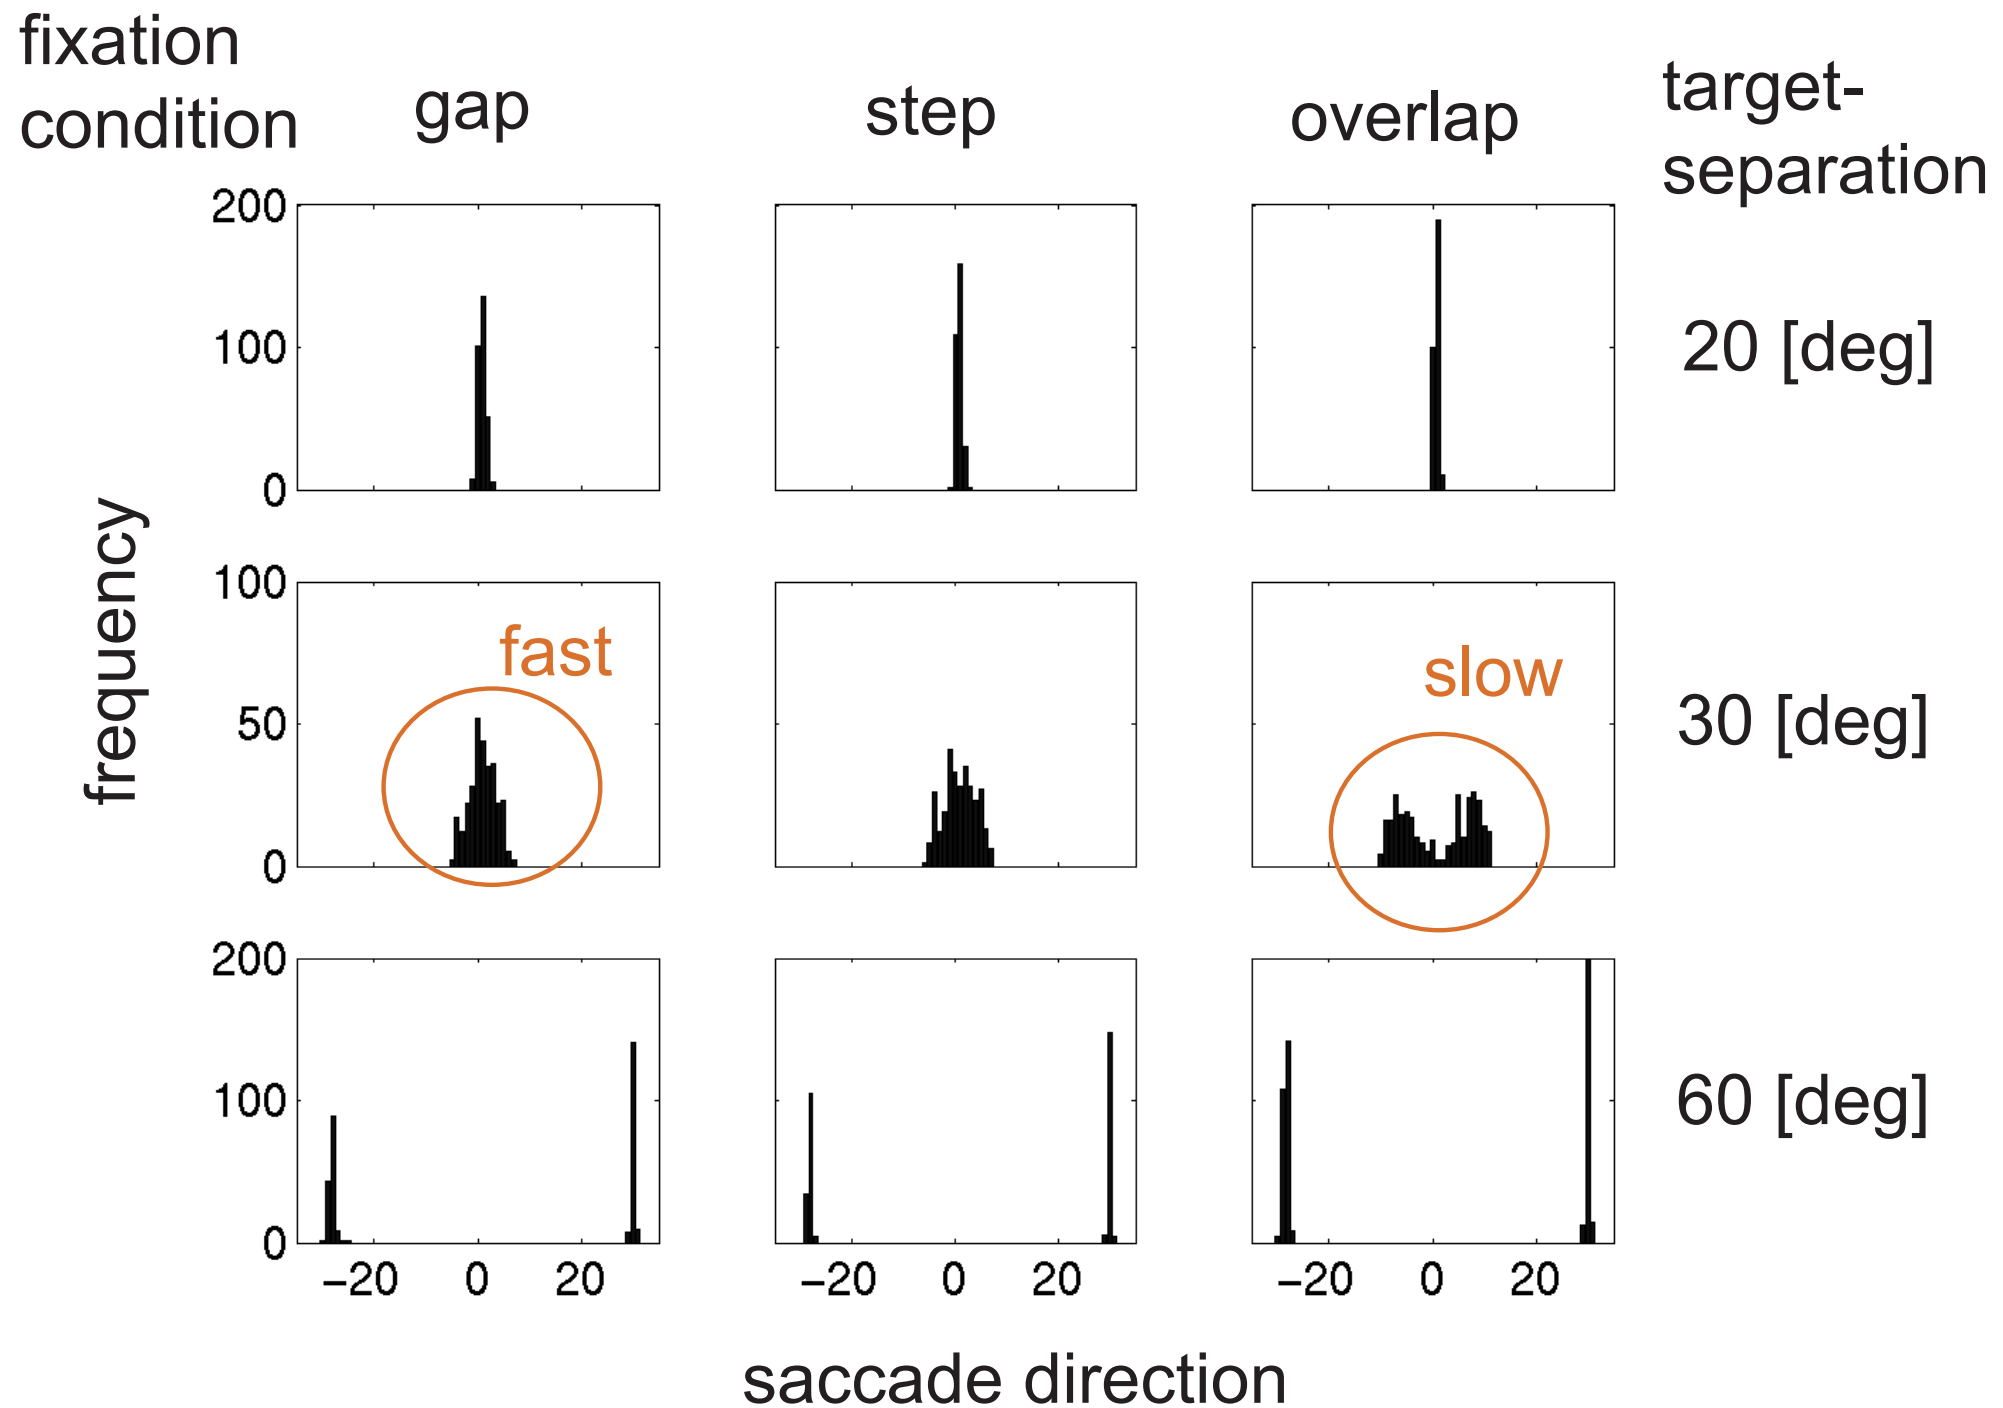 fixation
condition
gap
step
overlap
target-
separation
200
100
0
20 [deg]
frequency
100
50
0
fast
slow
30 [deg]
200
100
0
60 [deg]
−20 0 20
−20 0 20
−20 0 20
saccade direction